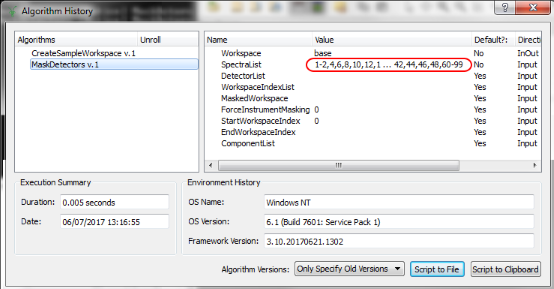 Algorithm History
Algorithms Unroll
CreateSampleWorkspace v.1
MaskDetectors v.1
Name Value Default?: Directi
Workspace base No InOut
SpectraList 1-2,4,6,8,10,12,1 ... 42,44,46,48,60-99 No Input
DetectorList Yes Input
WorkspaceIndexList Yes Input
MaskedWorkspace Yes Input
ForceInstrumentMasking 0 Yes Input
StartWorkspaceIndex 0 Yes Input
EndWorkspaceIndex Yes Input
ComponentList Yes Input
Execution Summary
Duration: 0.005 seconds
Date: 06/07/2017 13:16:55
Environment History
OS Name: Windows NT
OS Version: 6.1 (Build 7601: Service Pack 1)
Framework Version: 3.10.20170621.1302
Algorithm Versions: Only Specify Old Versions Script to File Script to Clipboard